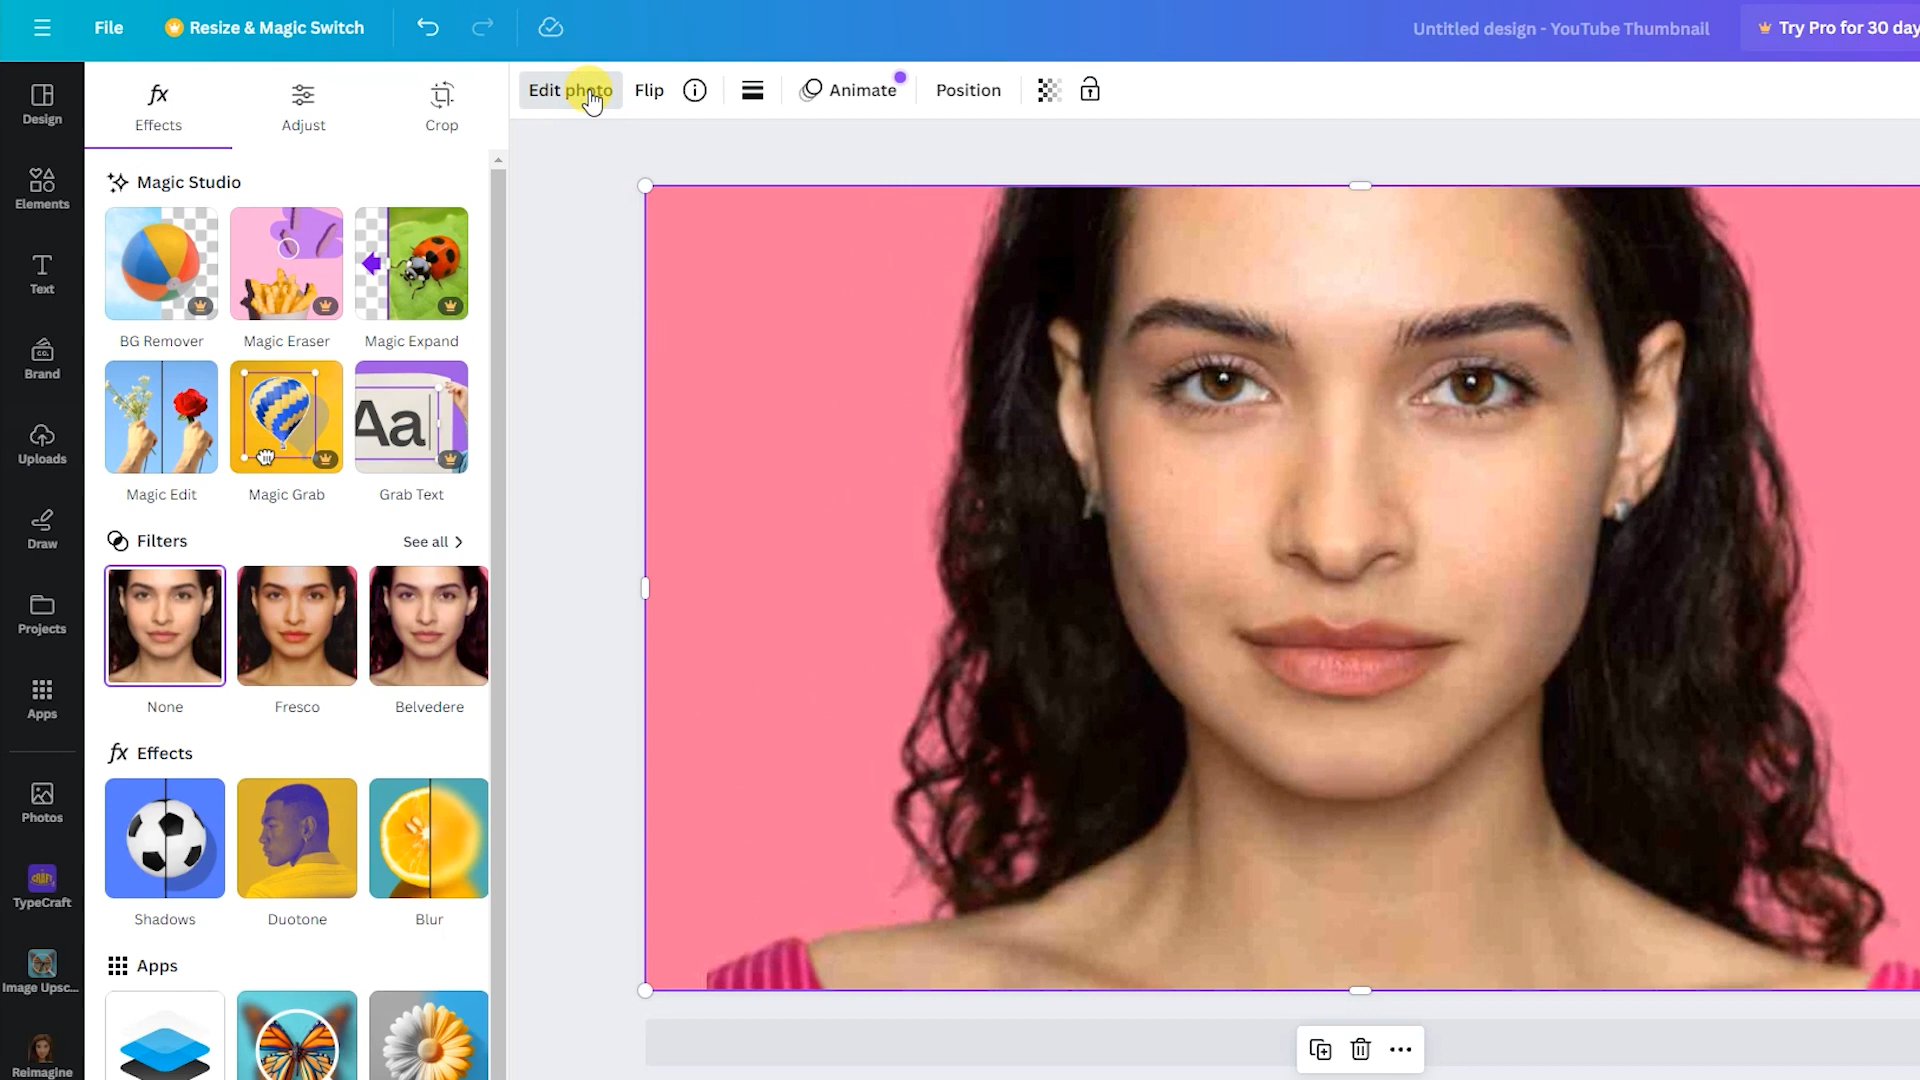 File
Resize & Magic Switch
Untitled design - YouTube Thumbnail
Try Pro for 30 day
Design
Elements
Text
Brand
CO.
Uploads
Draw
Projects
Apps
Photos
CRAFT
TypeCraft
Image Upsc...
Reimagine
Effects
Adjust
Crop
Edit photo
Flip
Animate
Position
Magic Studio
BG Remover
Magic Eraser
Magic Expand
Aa
Magic Edit
Magic Grab
Grab Text
Filters
See all
None
Fresco
Belvedere
fx Effects
Shadows
Duotone
Blur
Apps